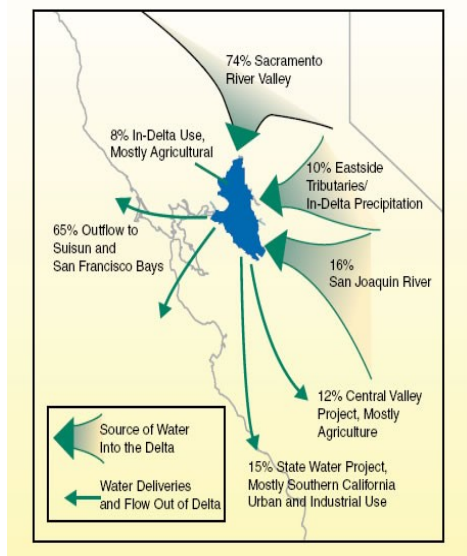 74% Sacramento
River Valley
8% In-Delta Use,
Mostly Agricultural
10% Eastside
Tributaries/
In-Delta Precipitation
65% Outflow to
Suisun and
San Francisco Bays
16%
San Joaquin River
12% Central Valley
Project, Mostly
Agriculture
15% State Water Project,
Mostly Southern California
Urban and Industrial Use
Source of Water
Into the Delta
Water Deliveries
and Flow Out of Delta